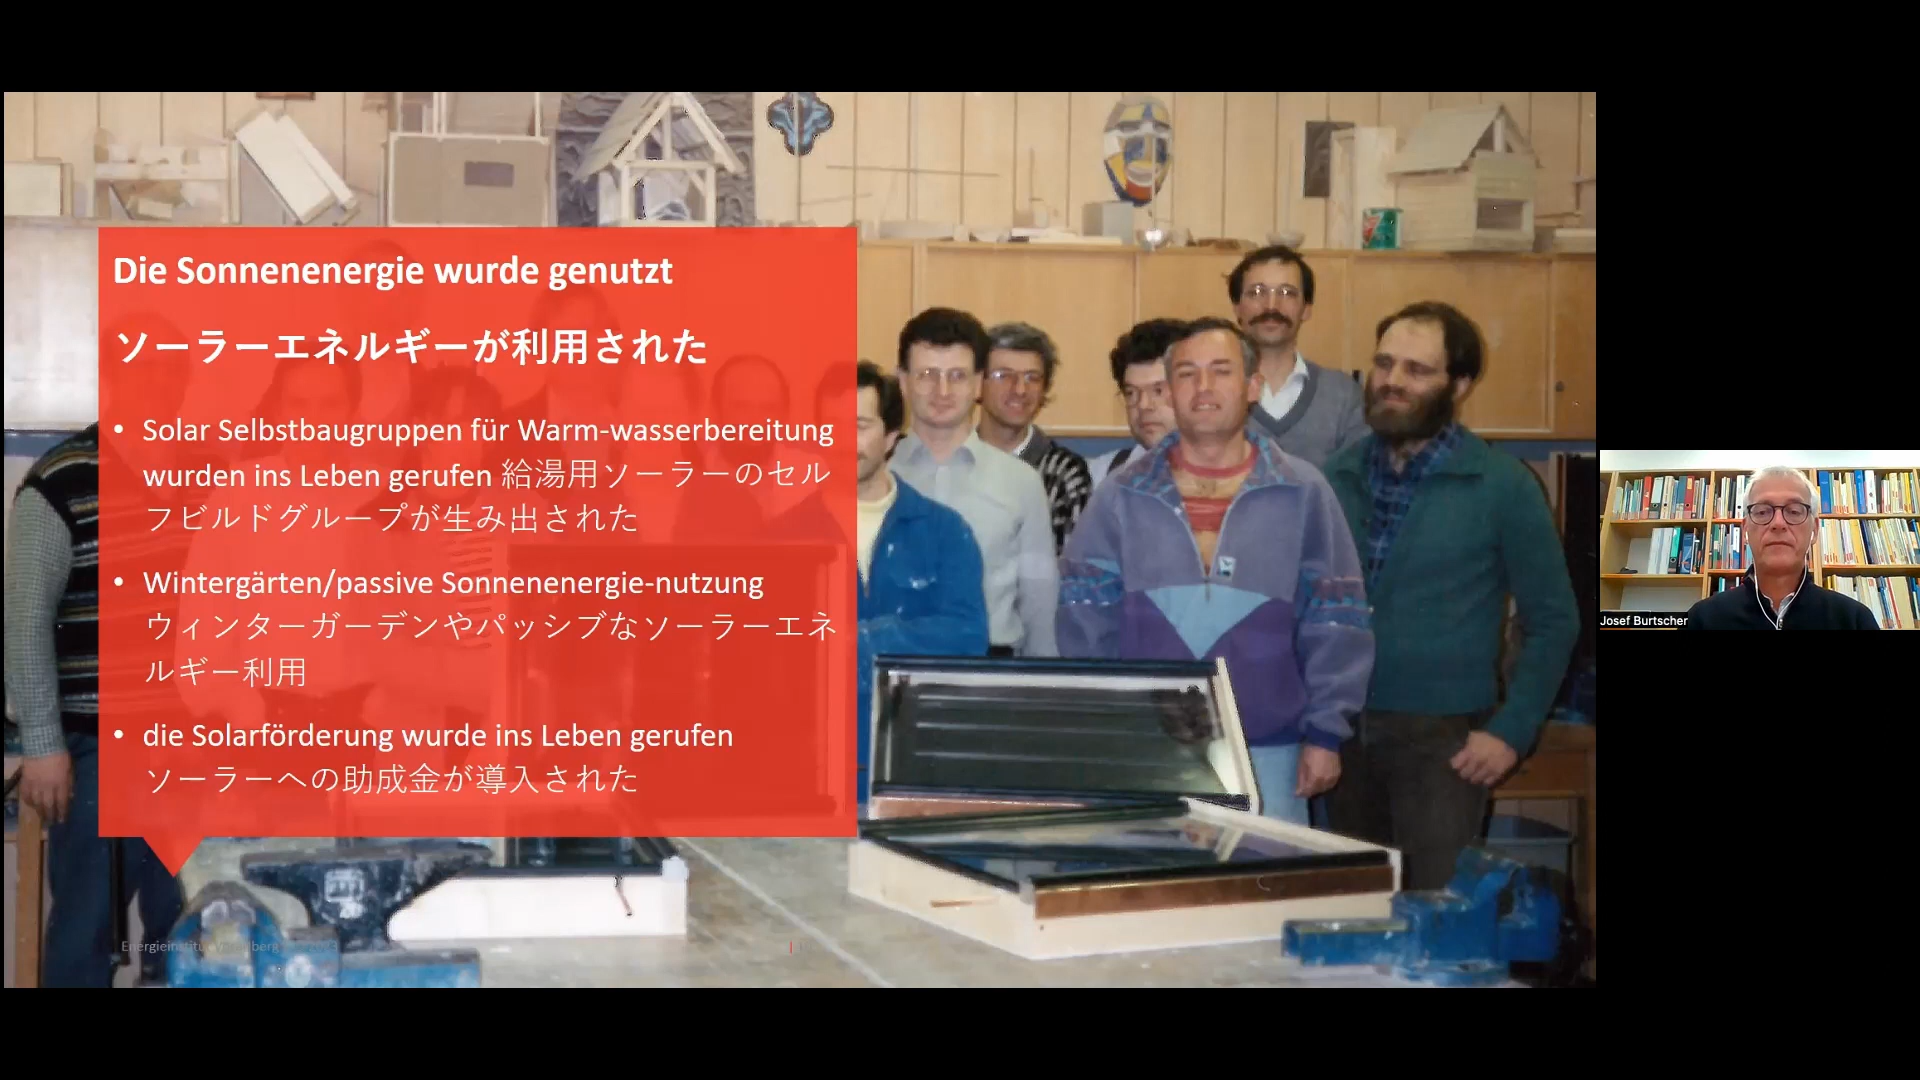 Die Sonnenenergie wurde genutzt
ソーラーエネルギーが利用された
• Solar Selbstbaugruppen für Warm-wasserbereitung
wurden ins Leben gerufen 給湯用ソーラーのセル
フビルドグループが生み出された
• Wintergärten/passive Sonnenenergie-nutzung
ウィンターガーデンやパッシブなソーラーエネ
ルギー利用
• die Solarförderung wurde ins Leben gerufen
ソーラーへの助成金が導入された
Energieinstitut Vorarlberg
Josef Burtscher